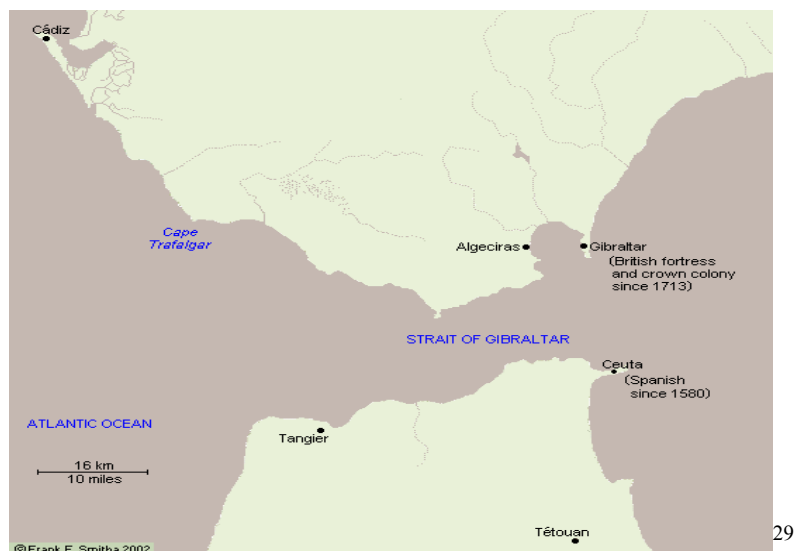 Cádiz
Cape
Trafalgar
Algeciras
Gibraltar
(British fortress
and crown colony
since 1713)
STRAIT OF GIBRALTAR
Ceuta
(Spanish
since 1580)
ATLANTIC OCEAN
Tangier
16 km
10 miles
Tétouan
29
© Frank E. Smitha 2002